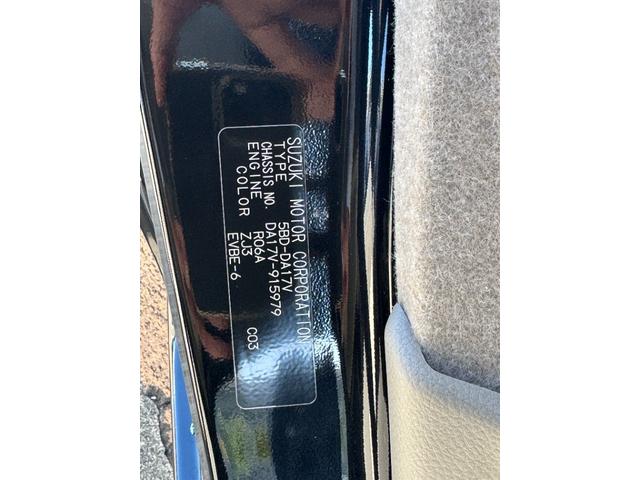 SUZUKI MOTOR CORPORATION
TYPE 5BD-DA17V
CHASSIS NO. DA17V-915979
ENGINE R06A
COLOR ZJ3 C03
EVBE-6